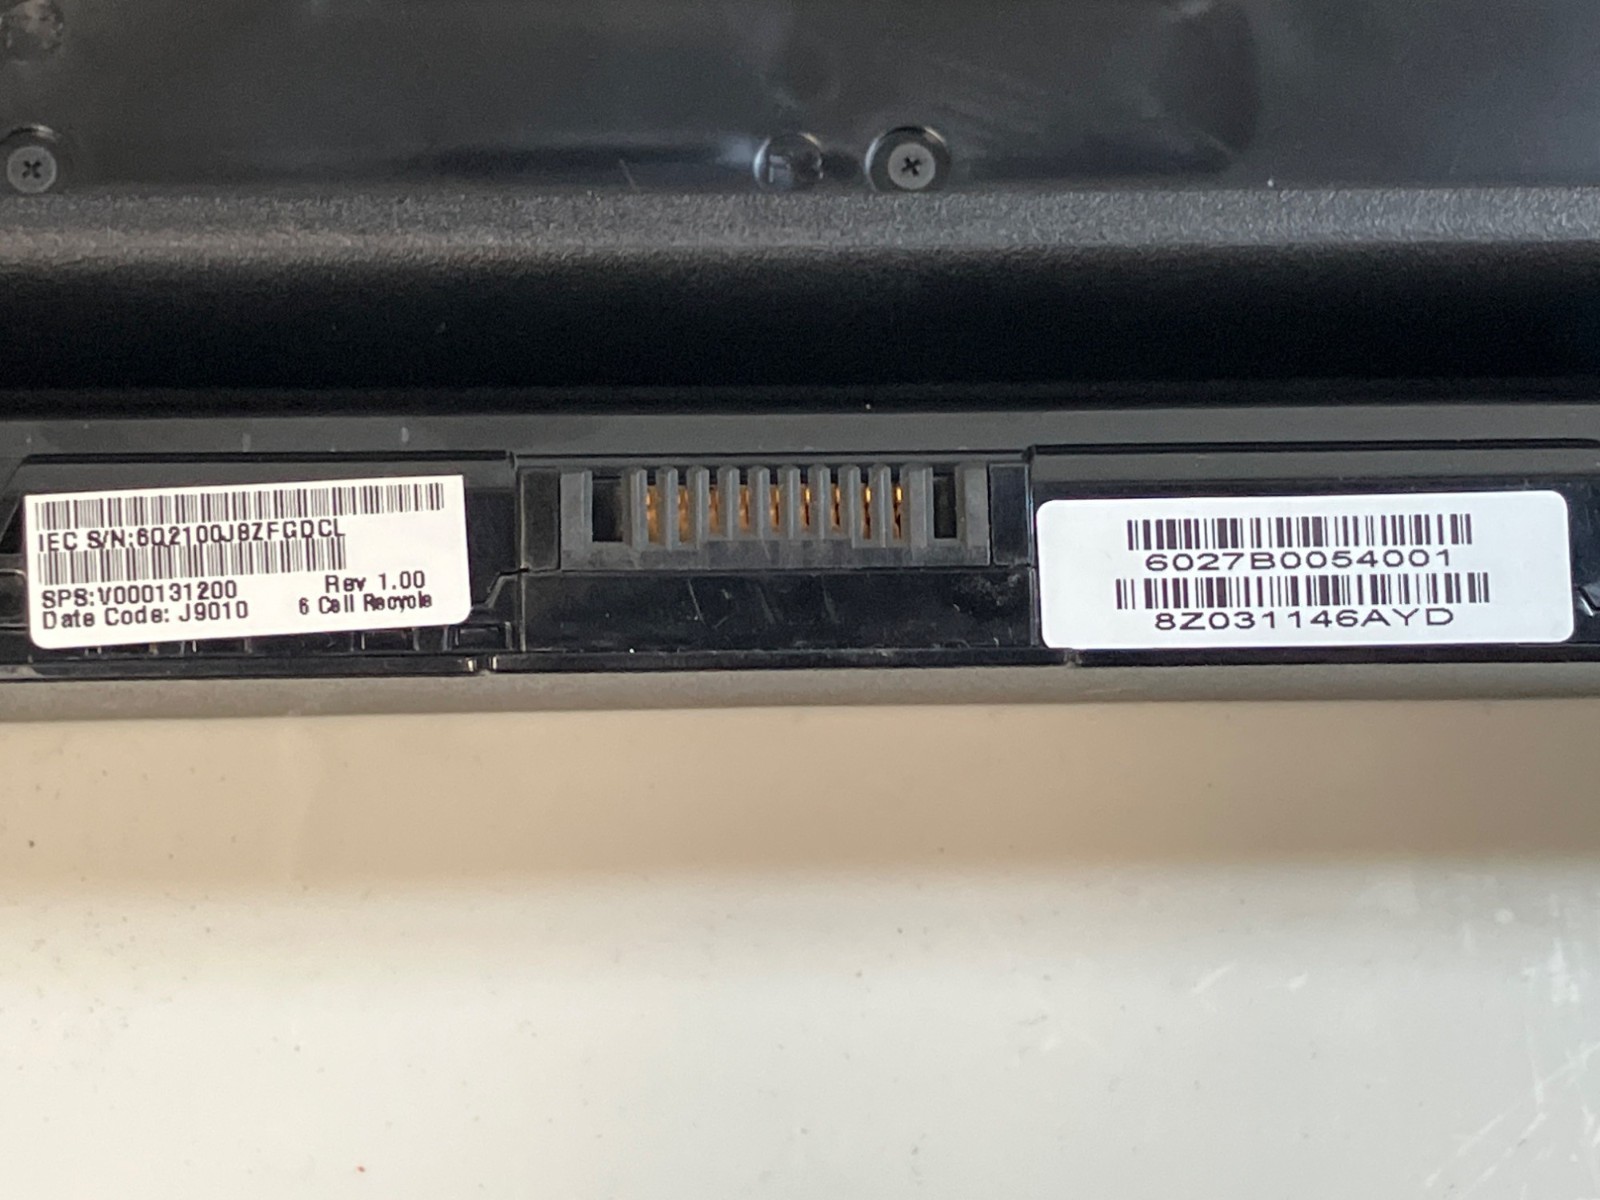 IEC S/N:6Q2100J8ZFGDCL
SPS:V000131200
Rev 1.00
Date Code: J9010
6 Cell Recycle
6027B0054001
8Z031146AYD